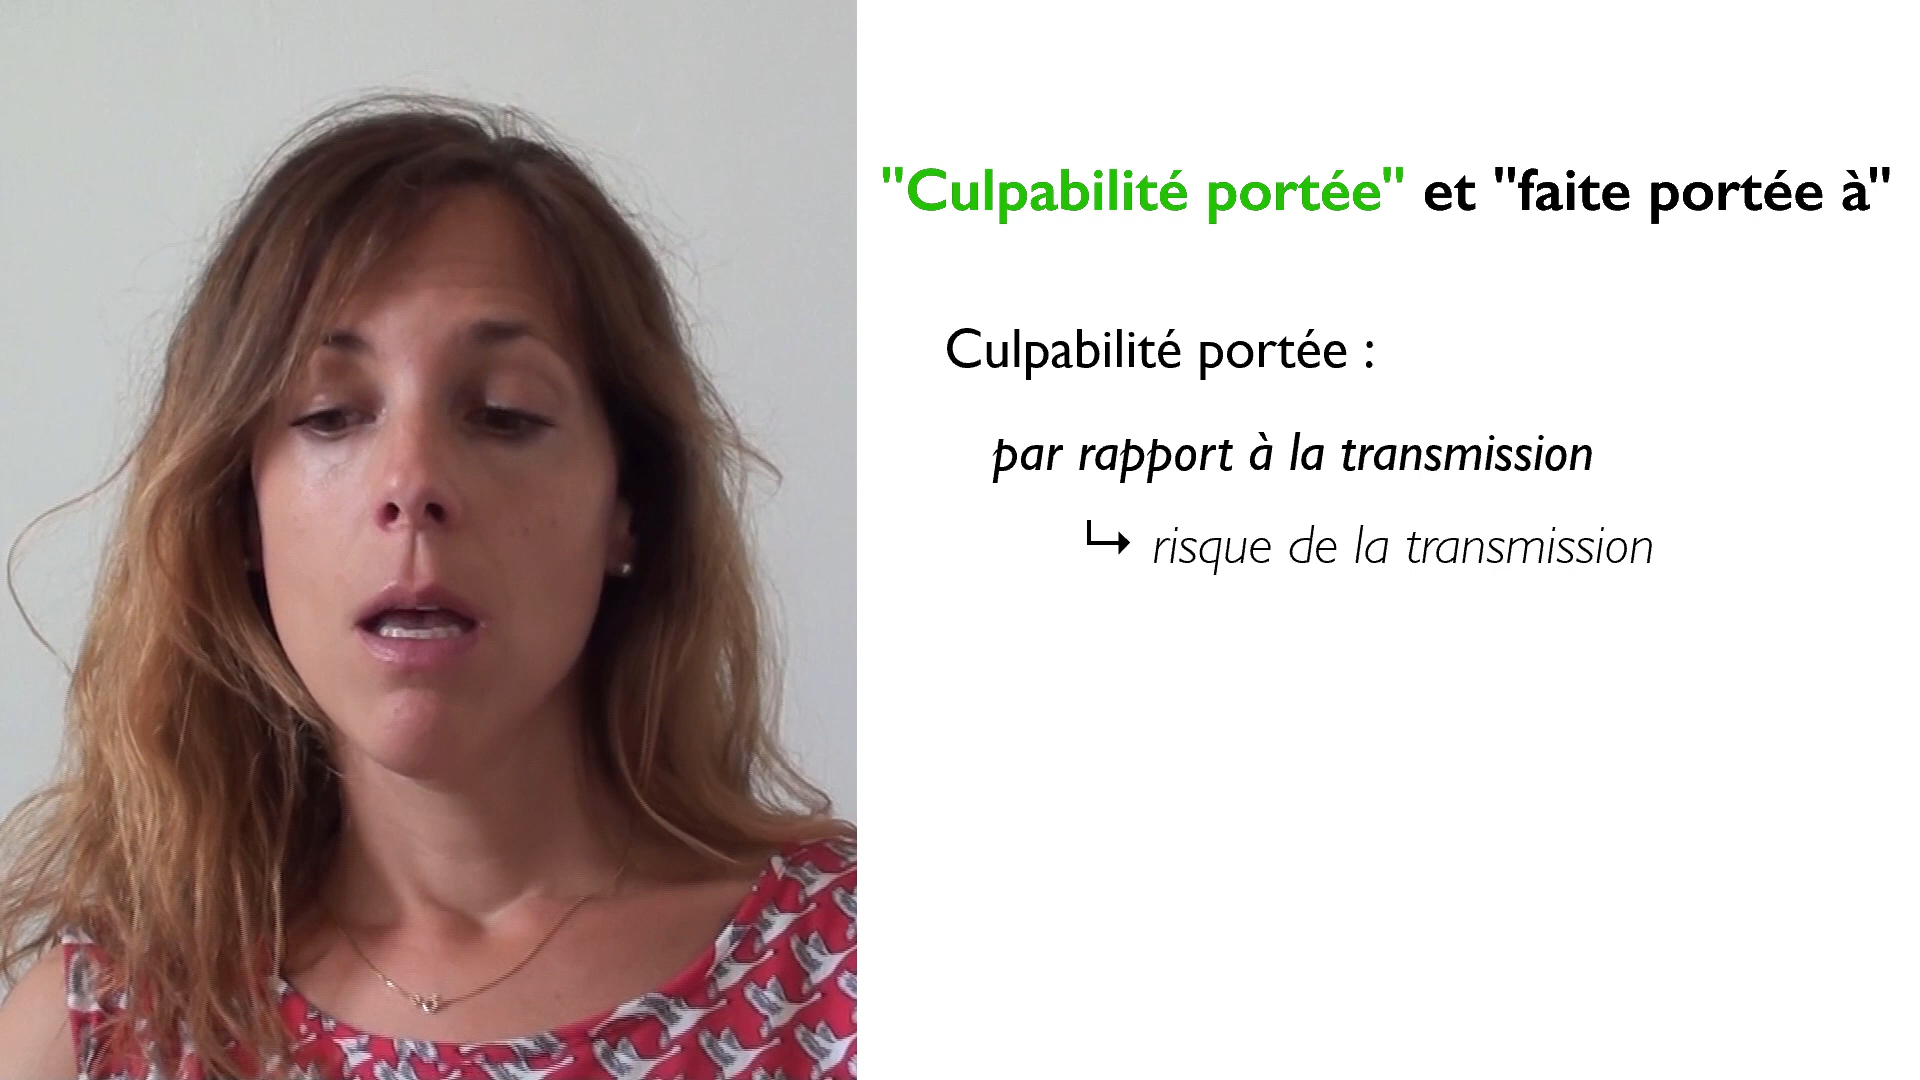 "Culpabilité portée" et "faite portée à"
Culpabilité portée :
par rapport à la transmission
↳ risque de la transmission